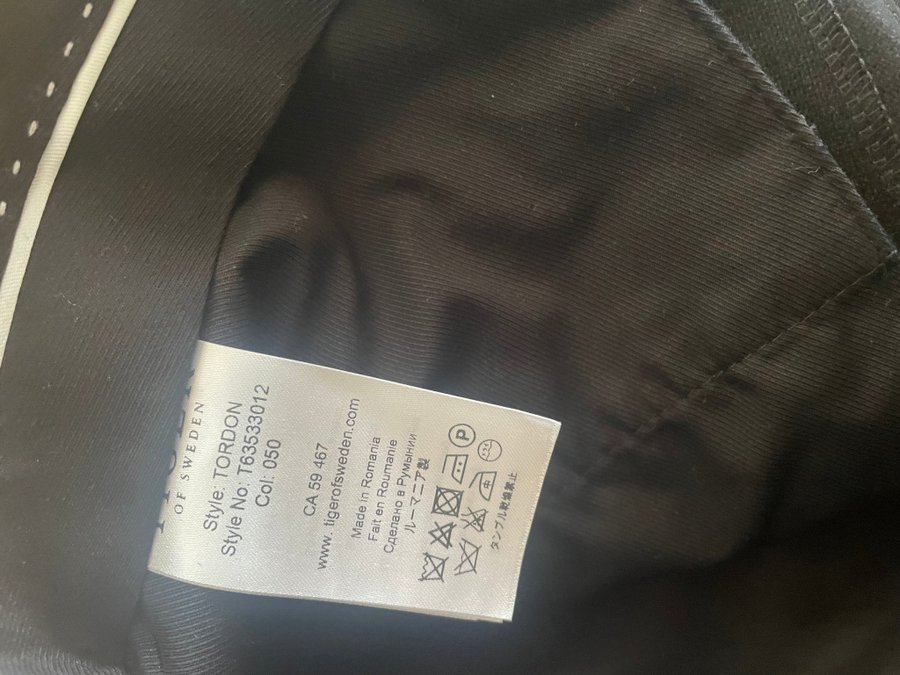 OF SWEDEN
Style: TORDON
Style No: T63533012
Col: 050
CA 59 467
www. tigerofsweden.com
Made in Romania
Fait en Roumanie
Сделано в Румынии
ルーマニア製
P
タンブル乾燥禁止